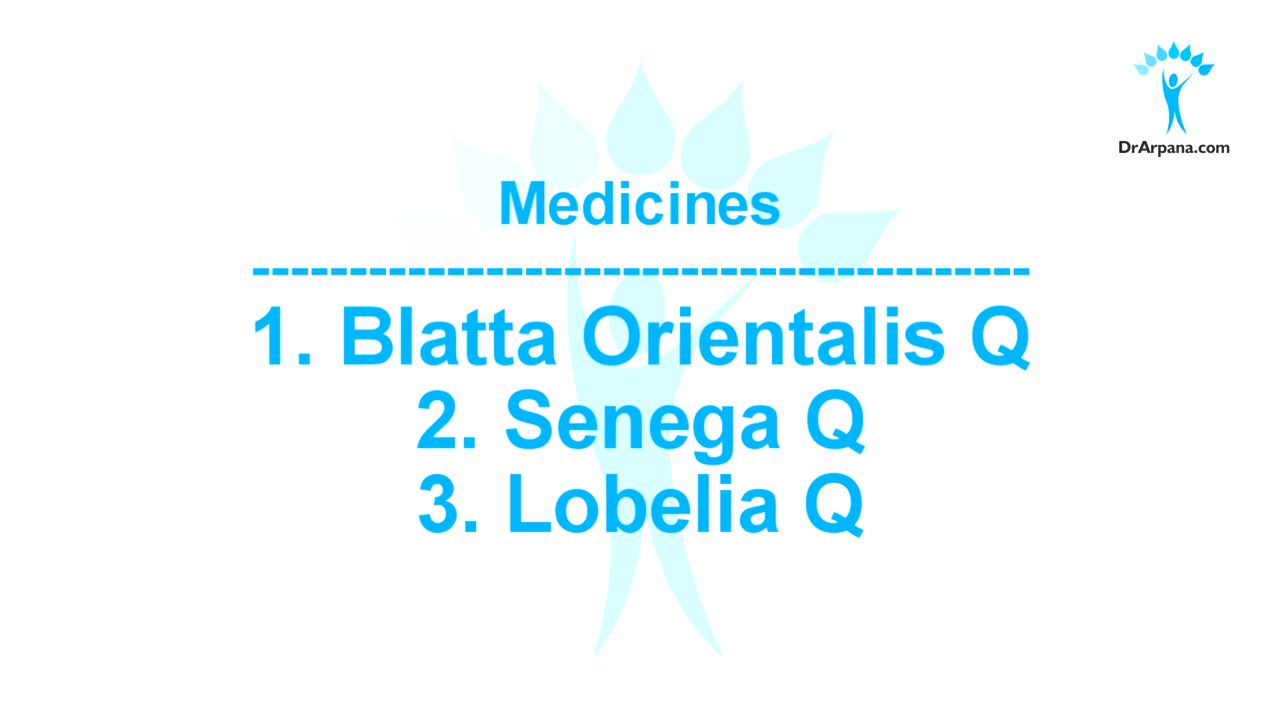 DrArpana.com
Medicines
----------------------------------------
1. Blatta Orientalis Q
2. Senega Q
3. Lobelia Q